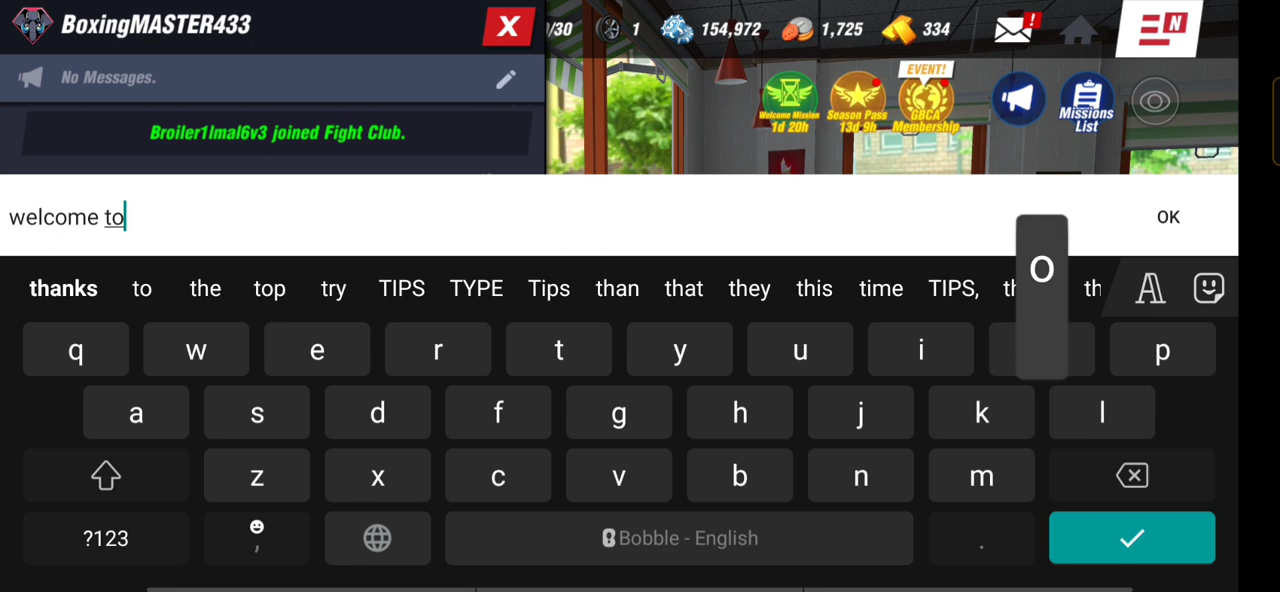 BoxingMASTER433
X
/30
1
154,972
1,725
334
!
N
No Messages.
EVENT!
Welcome Mission
1d 20h
Season Pass
13d 9h
GBCA
Membership
Missions
List
Broiler1lmal6v3 joined Fight Club.
welcome to
OK
thanks to the top try TIPS TYPE Tips than that they this time TIPS, th th
o
q w e r t y u i p
a s d f g h j k l
z x c v b n m
?123 , Bobble - English .